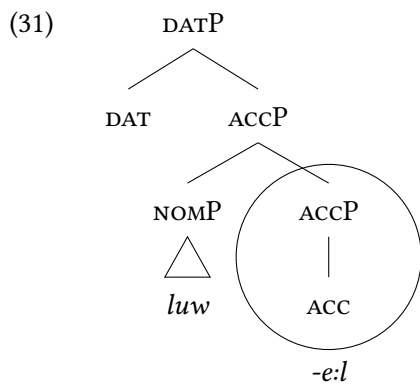 (31) DATP
DAT ACCP
NOMP ACCP
luw ACC
-e:l